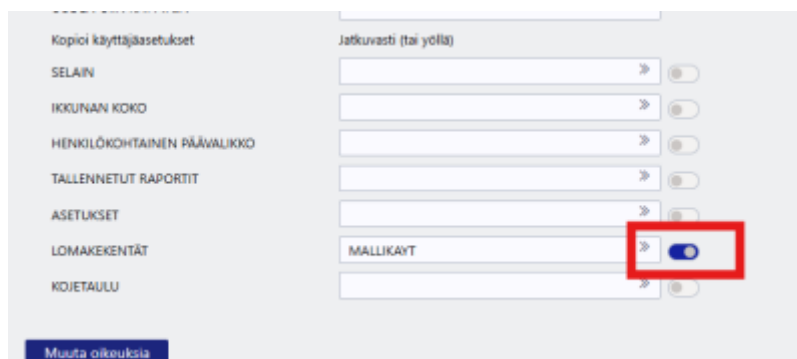 Kopioi käyttäjäasetukset Jatkuvasti (tai yöllä)
SELAIN
IKKUNAN KOKO
HENKILÖKOHTAINEN PÄÄVALIKKO
TALLENNETUT RAPORTIT
ASETUKSET
LOMAKEKENTÄT MALLIKAYT
KOJETAULU
Muuta oikeuksia